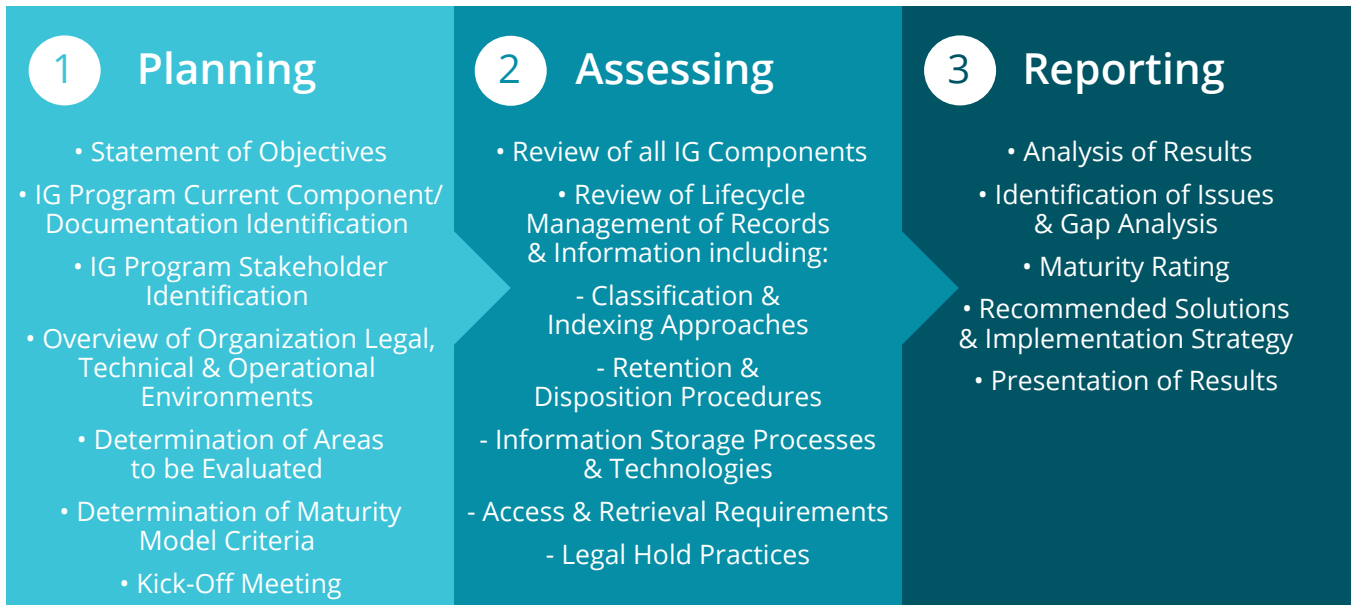 1 Planning
• Statement of Objectives
• IG Program Current Component/
Documentation Identification
• IG Program Stakeholder
Identification
• Overview of Organization Legal,
Technical & Operational
Environments
• Determination of Areas
to be Evaluated
• Determination of Maturity
Model Criteria
• Kick-Off Meeting
2 Assessing
• Review of all IG Components
• Review of Lifecycle
Management of Records
& Information including:
- Classification &
Indexing Approaches
- Retention &
Disposition Procedures
- Information Storage Processes
& Technologies
- Access & Retrieval Requirements
- Legal Hold Practices
3 Reporting
• Analysis of Results
• Identification of Issues
& Gap Analysis
• Maturity Rating
• Recommended Solutions
& Implementation Strategy
• Presentation of Results